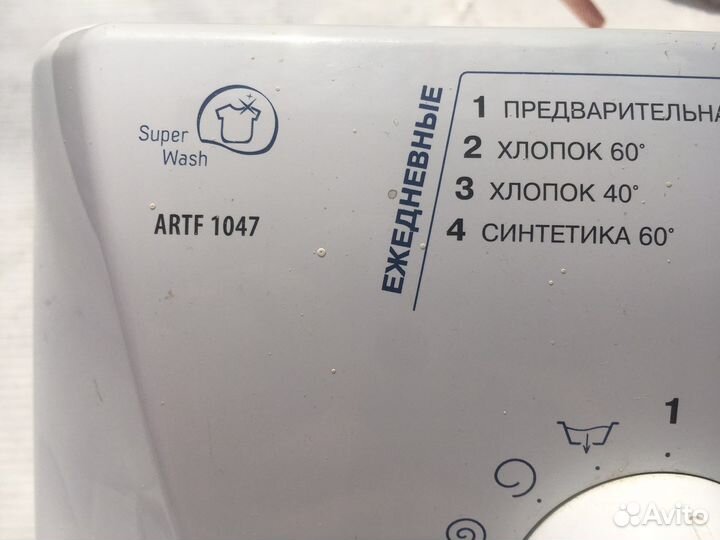 Super
Wash
ARTF 1047
ЕЖЕДНЕВНЫЕ
1 ПРЕДВАРИТЕЛЬНА
2 ХЛОПОК 60°
3 ХЛОПОК 40°
4 СИНТЕТИКА 60°
1
Avito